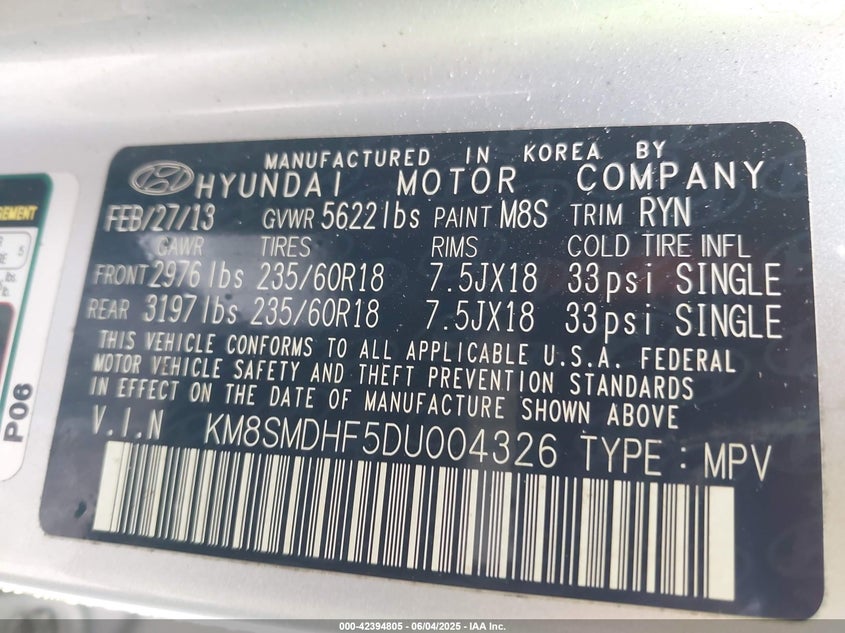 MANUFACTURED IN KOREA BY
HYUNDAI MOTOR COMPANY
FEB/27/13 GVWR 5622lbs PAINT M8S TRIM RYN
GAWR TIRES RIMS COLD TIRE INFL
FRONT 2976lbs 235/60R18 7.5JX18 33psi SINGLE
REAR 3197lbs 235/60R18 7.5JX18 33psi SINGLE
THIS VEHICLE CONFORMS TO ALL APPLICABLE U.S.A. FEDERAL
MOTOR VEHICLE SAFETY AND THEFT PREVENTION STANDARDS
IN EFFECT ON THE DATE OF MANUFACTURE SHOWN ABOVE
V.I.N KM8SMDHF5DU004326 TYPE : MPV
5
lbs.
P06
000-42394805 - 06/04/2025 - IAA Inc.